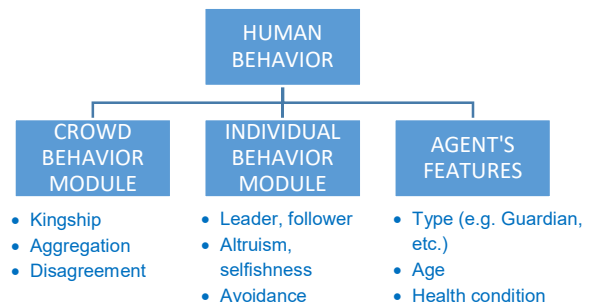 HUMAN
BEHAVIOR
CROWD
BEHAVIOR
MODULE
• Kingship
• Aggregation
• Disagreement
INDIVIDUAL
BEHAVIOR
MODULE
• Leader, follower
• Altruism,
selfishness
• Avoidance
AGENT'S
FEATURES
• Type (e.g. Guardian,
etc.)
• Age
• Health condition